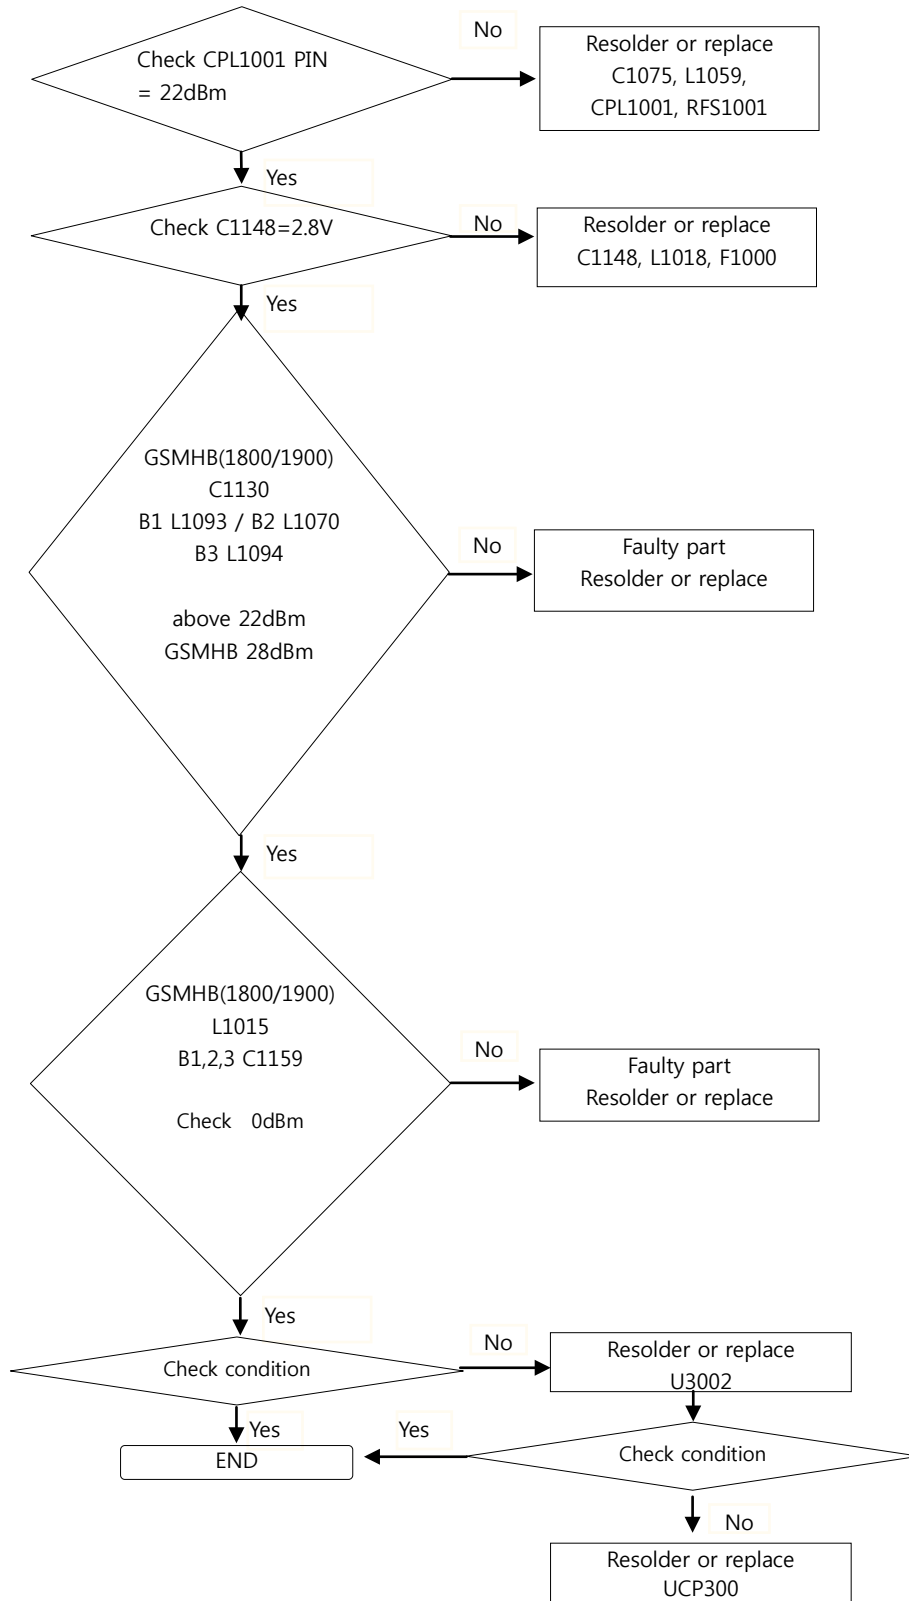 Check CPL1001 PIN
= 22dBm
No
Resolder or replace
C1075, L1059,
CPL1001, RFS1001
Yes
Check C1148=2.8V
No
Resolder or replace
C1148, L1018, F1000
Yes
GSMHB(1800/1900)
C1130
B1 L1093 / B2 L1070
B3 L1094
above 22dBm
GSMHB 28dBm
No
Faulty part
Resolder or replace
Yes
GSMHB(1800/1900)
L1015
B1,2,3 C1159
Check 0dBm
No
Faulty part
Resolder or replace
Yes
Check condition
No
Resolder or replace
U3002
Yes
END
Yes
Check condition
No
Resolder or replace
UCP300